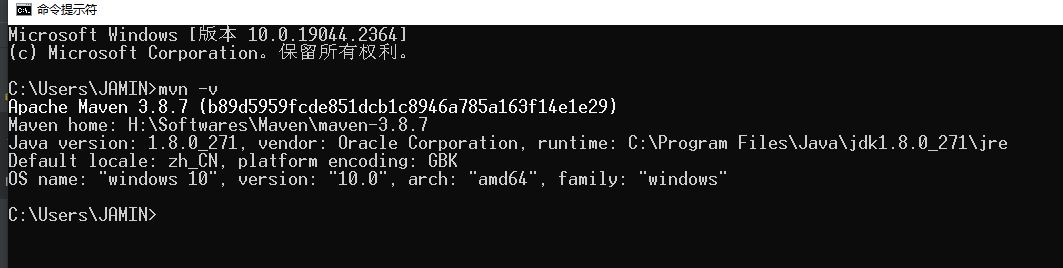 命令提示符
Microsoft Windows [版本 10.0.19044.2364]
(c) Microsoft Corporation。保留所有权利。
C:\Users\JAMIN>mvn -v
Apache Maven 3.8.7 (b89d5959fcde851dcb1c8946a785a163f14e1e29)
Maven home: H:\Softwares\Maven\maven-3.8.7
Java version: 1.8.0_271, vendor: Oracle Corporation, runtime: C:\Program Files\Java\jdk1.8.0_271\jre
Default locale: zh_CN, platform encoding: GBK
OS name: "windows 10", version: "10.0", arch: "amd64", family: "windows"
C:\Users\JAMIN>